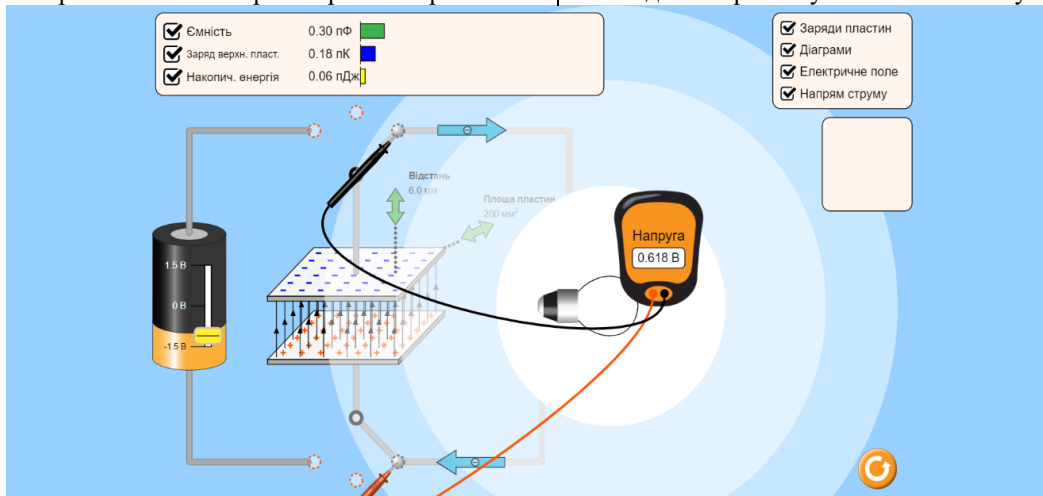 Ємність 0.30 пФ
Заряд верхн. пласт. 0.18 пК
Накопич. енергія 0.06 пДж
Заряди пластин
Діаграми
Електричне поле
Напрям струму
Відстань
6.0 мм
Площа пластин
200 мм²
Напруга
0.618 В
1.5 В
0 В
-1.5 В